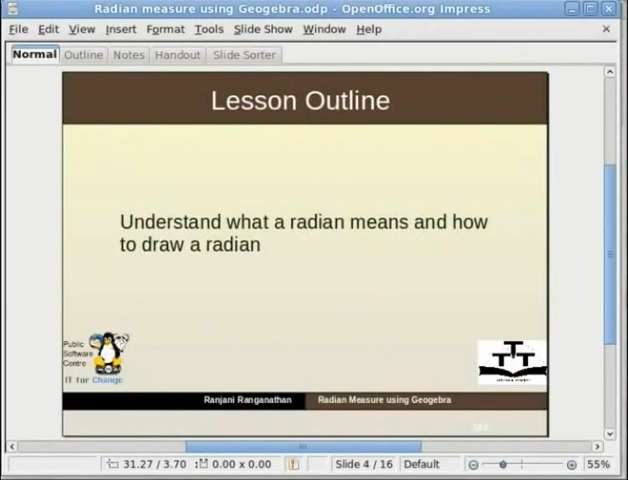 Radian measure using Geogebra.odp - OpenOffice.org Impress
File Edit View Insert Format Tools Slide Show Window Help
Normal Outline Notes Handout Slide Sorter
Lesson Outline
Understand what a radian means and how
to draw a radian
Public
Software
Centre
IT for Change
TTT
Ranjani Ranganathan Radian Measure using Geogebra
31.27 / 3.70 0.00 x 0.00 Slide 4 / 16 Default 55%